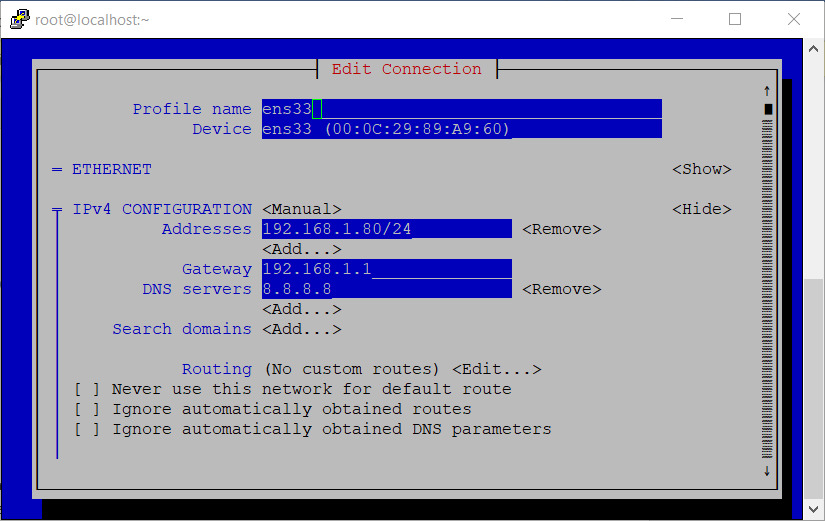 root@localhost:~
Edit Connection
Profile name ens33
Device ens33 (00:0C:29:89:A9:60)
= ETHERNET <Show>
IPv4 CONFIGURATION <Manual> <Hide>
Addresses 192.168.1.80/24 <Remove>
<Add...>
Gateway 192.168.1.1
DNS servers 8.8.8.8 <Remove>
<Add...>
Search domains <Add...>
Routing (No custom routes) <Edit...>
[ ] Never use this network for default route
[ ] Ignore automatically obtained routes
[ ] Ignore automatically obtained DNS parameters